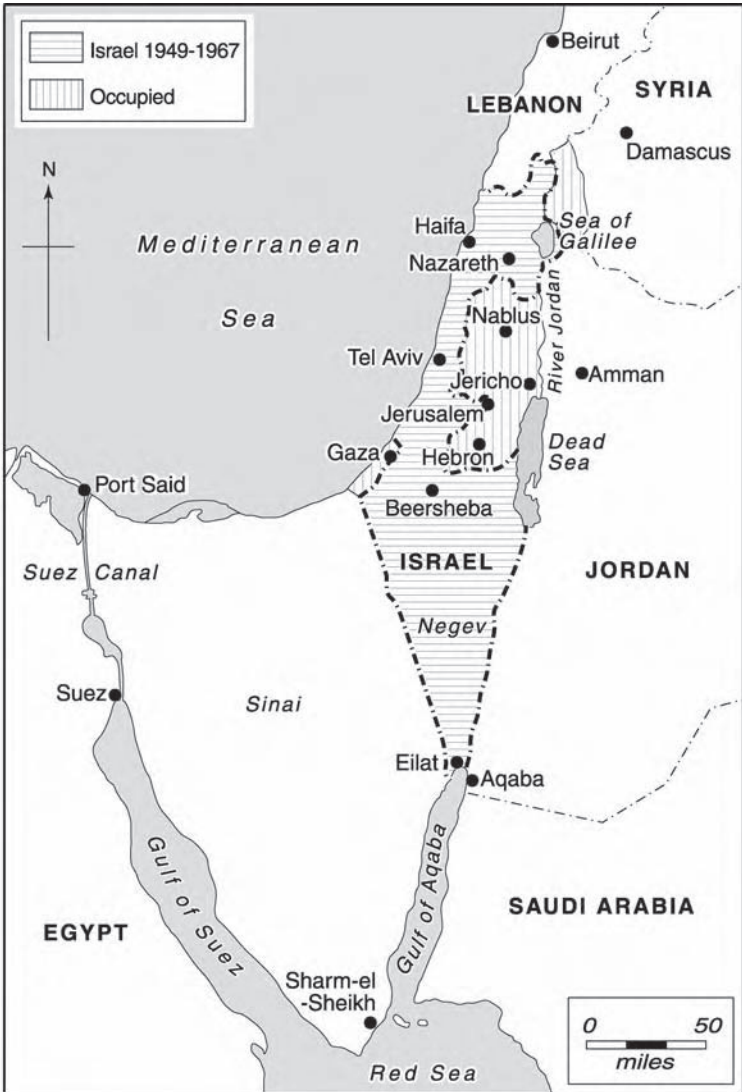 Israel 1949-1967
Occupied
Beirut
LEBANON
SYRIA
Damascus
N
Mediterranean
Sea
Haifa
Sea of
Galilee
Nazareth
Nablus
River Jordan
Tel Aviv
Jericho
Amman
Jerusalem
Gaza
Hebron
Dead
Sea
Port Said
Beersheba
Suez Canal
ISRAEL
JORDAN
Negev
Suez
Sinai
Eilat
Aqaba
Gulf of Suez
Gulf of Aqaba
SAUDI ARABIA
EGYPT
Sharm-el
-Sheikh
0 50
miles
Red Sea